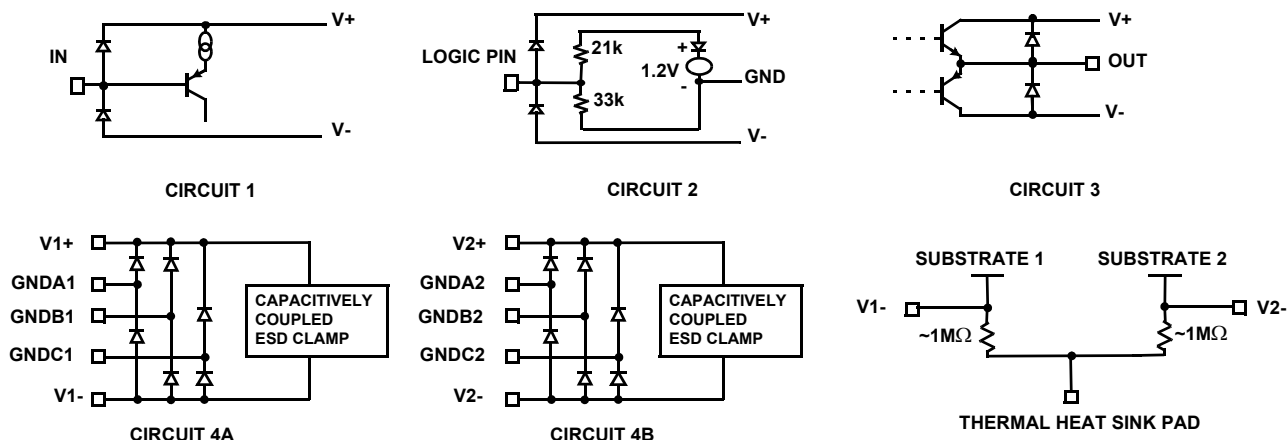 V+
IN
V-
CIRCUIT 1
V+
LOGIC PIN
21k
+
1.2V
-
GND
33k
V-
CIRCUIT 2
V+
OUT
V-
CIRCUIT 3
V1+
GNDA1
GNDB1
GNDC1
V1-
CAPACITIVELY
COUPLED
ESD CLAMP
CIRCUIT 4A
V2+
GNDA2
GNDB2
GNDC2
V2-
CAPACITIVELY
COUPLED
ESD CLAMP
CIRCUIT 4B
SUBSTRATE 1
SUBSTRATE 2
V1-
V2-
~1MΩ
~1MΩ
THERMAL HEAT SINK PAD